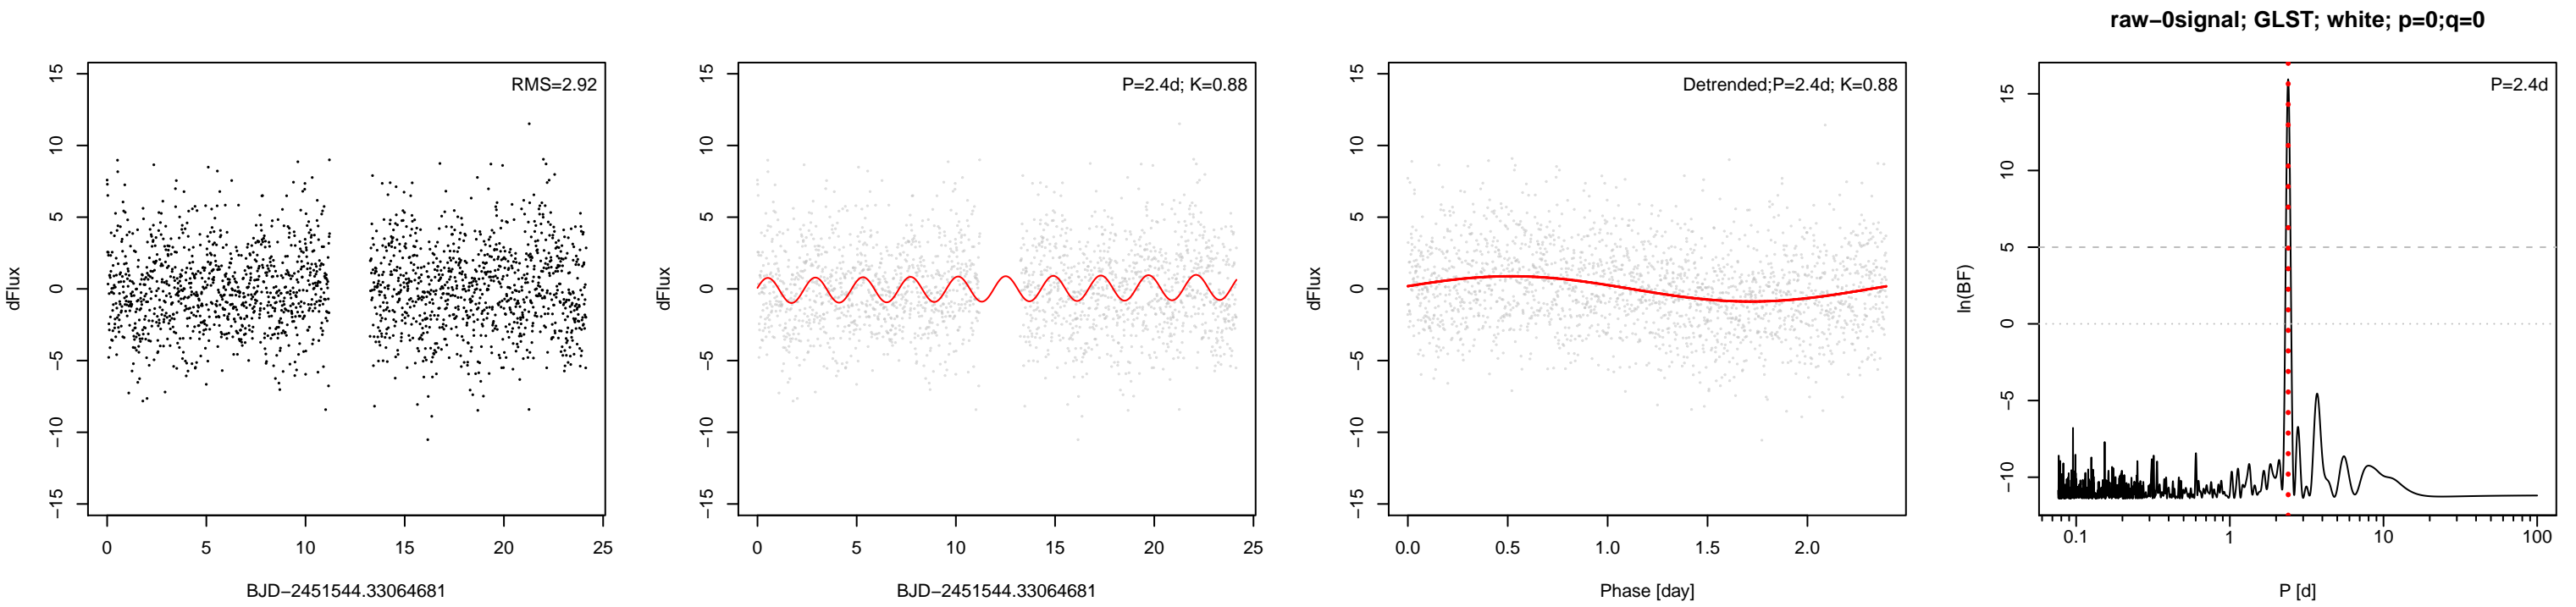 raw−0signal; GLST; white; p=0;q=0
RMS=2.92
dFlux
15
10
5
0
−5
−10
−15
0 5 10 15 20 25
BJD−2451544.33064681
P=2.4d; K=0.88
dFlux
15
10
5
0
−5
−10
−15
0 5 10 15 20 25
BJD−2451544.33064681
Detrended;P=2.4d; K=0.88
dFlux
15
10
5
0
−5
−10
−15
0.0 0.5 1.0 1.5 2.0
Phase [day]
P=2.4d
ln(BF)
15
10
5
0
−5
−10
0.1 1 10 100
P [d]